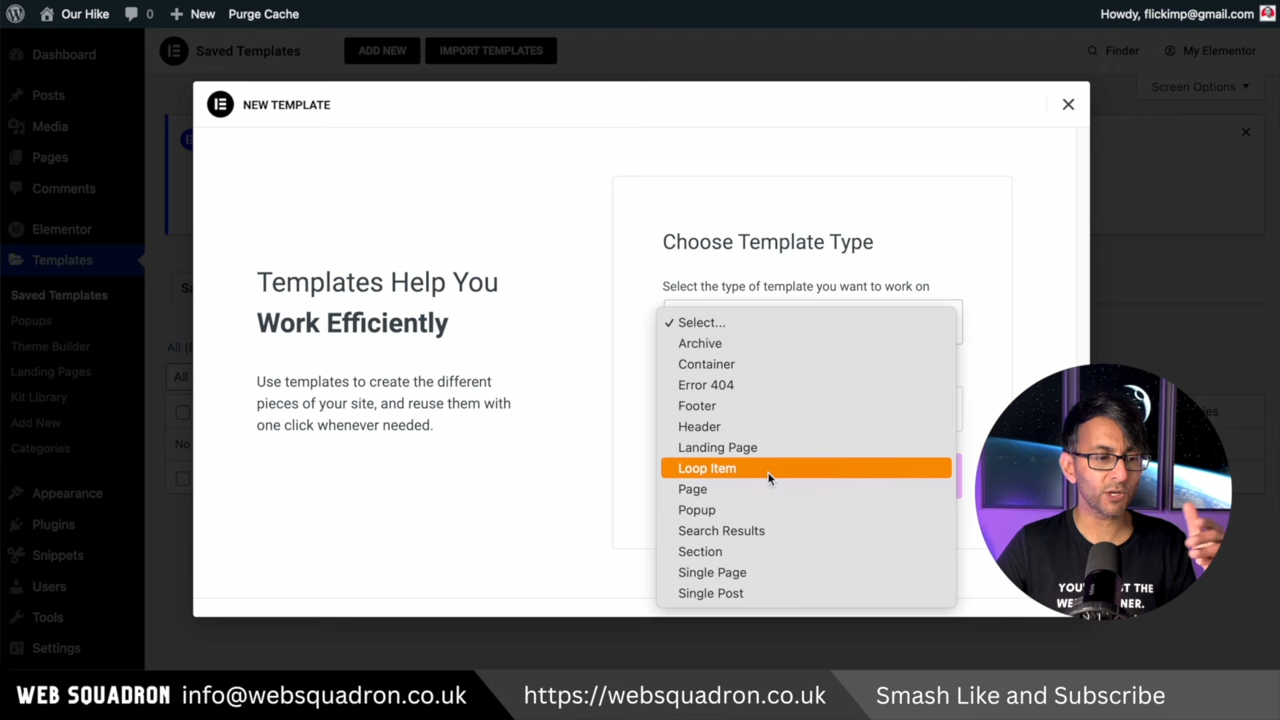 Our Hike
0
New
Purge Cache
Howdy, flickimp@gmail.com
Dashboard
Posts
Media
Pages
Comments
Elementor
Templates
Saved Templates
Popups
Theme Builder
Landing Pages
Kit Library
Add New
Categories
Appearance
Plugins
Snippets
Users
Tools
Settings
Saved Templates
ADD NEW
IMPORT TEMPLATES
Finder
My Elementor
Screen Options
NEW TEMPLATE
Templates Help You
Work Efficiently
Use templates to create the different
pieces of your site, and reuse them with
one click whenever needed.
Choose Template Type
Select the type of template you want to work on
✓ Select...
Archive
Container
Error 404
Footer
Header
Landing Page
Loop Item
Page
Popup
Search Results
Section
Single Page
Single Post
All
All
No
WEB SQUADRON info@websquadron.co.uk
https://websquadron.co.uk
Smash Like and Subscribe